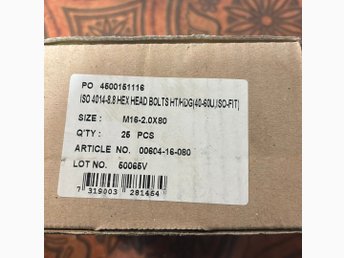 PO 4500151116
ISO 4014-8.8 HEX HEAD BOLTS HT/HDG(40-60U,ISO-FIT)
SIZE : M16-2.0X80
Q'TY : 25 PCS
ARTICLE NO. 00604-16-080
LOT NO. 50065V
7 319003 281454